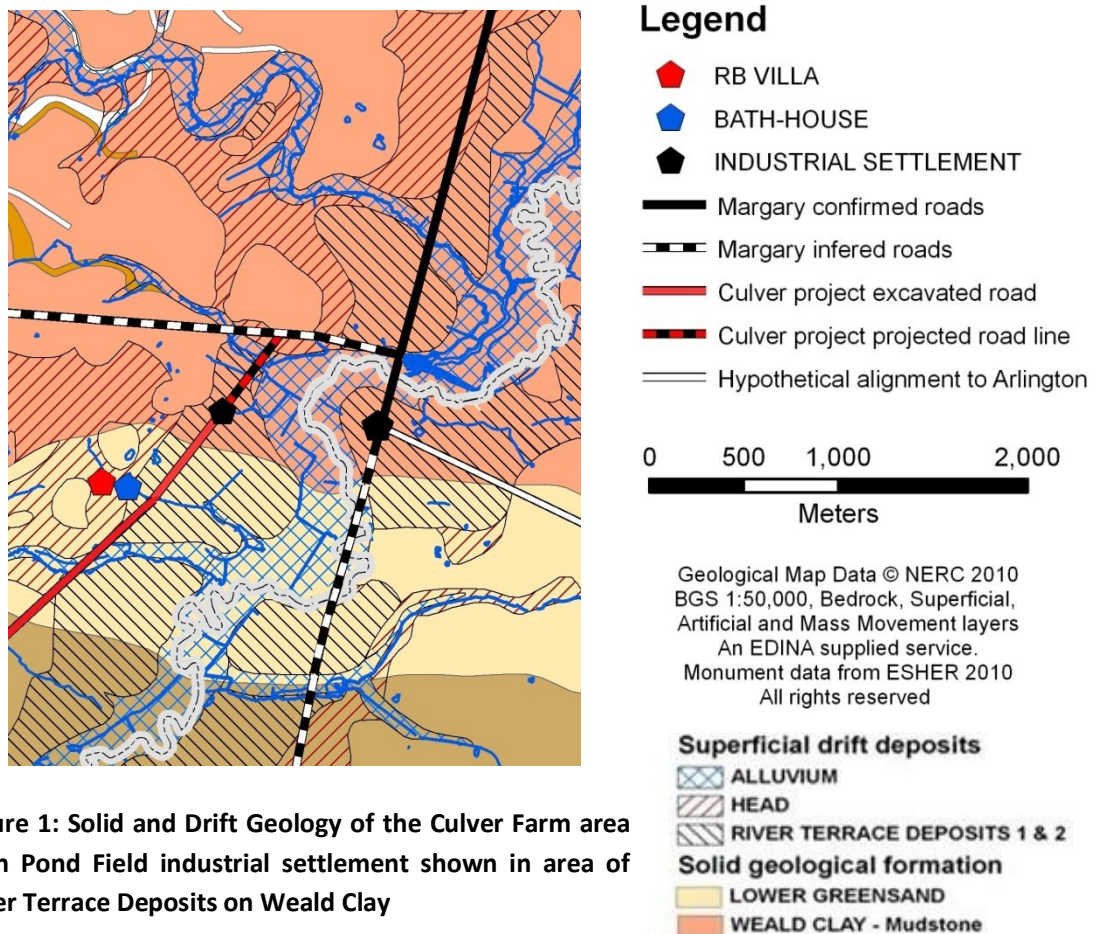 Legend
RB VILLA
BATH-HOUSE
INDUSTRIAL SETTLEMENT
Margary confirmed roads
Margary infered roads
Culver project excavated road
Culver project projected road line
Hypothetical alignment to Arlington
0 500 1,000 2,000
Meters
Geological Map Data © NERC 2010
BGS 1:50,000, Bedrock, Superficial,
Artificial and Mass Movement layers
An EDINA supplied service.
Monument data from ESHER 2010
All rights reserved
Superficial drift deposits
ALLUVIUM
HEAD
RIVER TERRACE DEPOSITS 1 & 2
Solid geological formation
LOWER GREENSAND
WEALD CLAY - Mudstone
ure 1: Solid and Drift Geology of the Culver Farm area
Pond Field industrial settlement shown in area of
er Terrace Deposits on Weald Clay